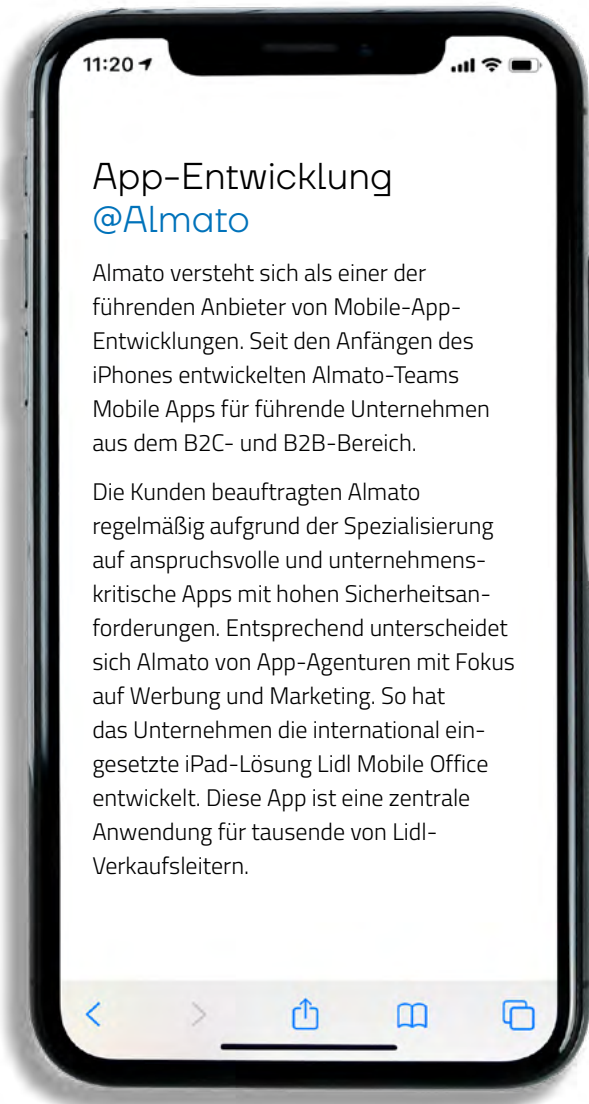 11:20
App-Entwicklung
@Almato
Almato versteht sich als einer der
führenden Anbieter von Mobile-App-
Entwicklungen. Seit den Anfängen des
iPhones entwickelten Almato-Teams
Mobile Apps für führende Unternehmen
aus dem B2C- und B2B-Bereich.
Die Kunden beauftragten Almato
regelmäßig aufgrund der Spezialisierung
auf anspruchsvolle und unternehmens-
kritische Apps mit hohen Sicherheitsan-
forderungen. Entsprechend unterscheidet
sich Almato von App-Agenturen mit Fokus
auf Werbung und Marketing. So hat
das Unternehmen die international ein-
gesetzte iPad-Lösung Lidl Mobile Office
entwickelt. Diese App ist eine zentrale
Anwendung für tausende von Lidl-
Verkaufsleitern.